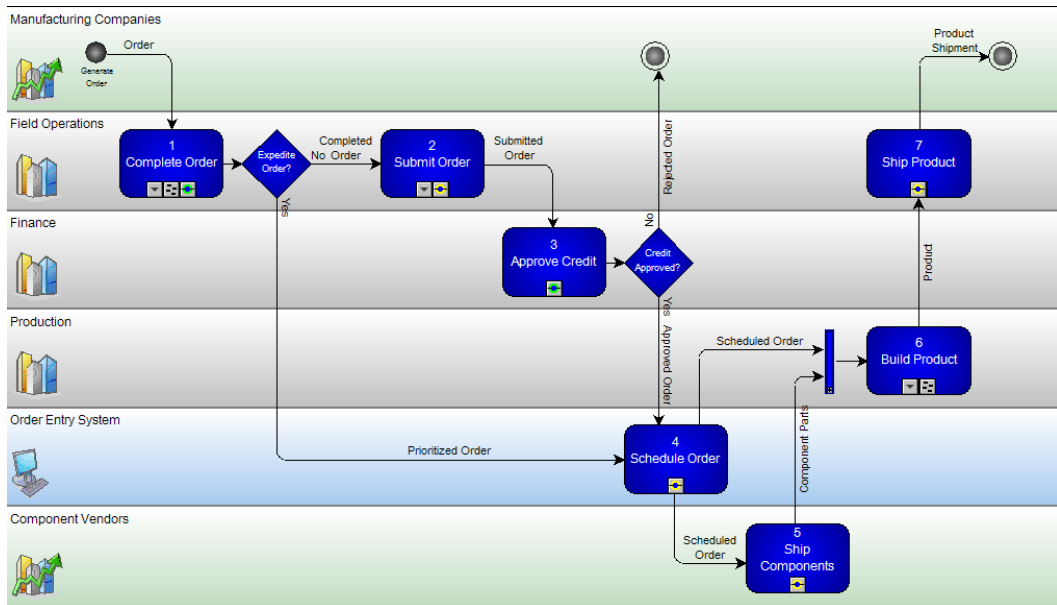 Manufacturing Companies
Order
Generate
Order
Product
Shipment
Field Operations
1
Complete Order
Expedite
Order?
Completed
No Order
2
Submit Order
Submitted
Order
Rejected Order
7
Ship Product
Yes
Finance
3
Approve Credit
No
Credit
Approved?
Product
Yes Approved Order
Production
Scheduled Order
6
Build Product
Order Entry System
Prioritized Order
4
Schedule Order
Component Parts
Component Vendors
Scheduled
Order
5
Ship
Components